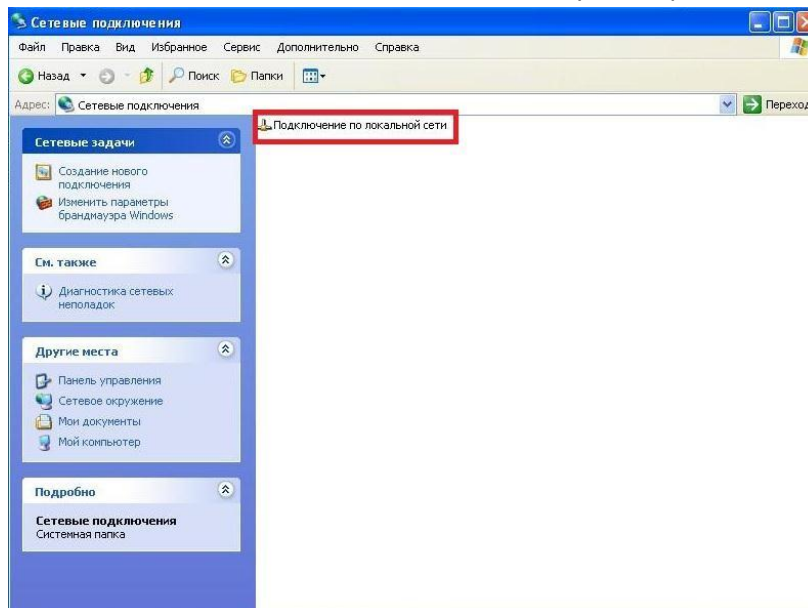 Сетевые подключения
Файл Правка Вид Избранное Сервис Дополнительно Справка
Назад Поиск Папки
Адрес: Сетевые подключения Переход
Подключение по локальной сети
Сетевые задачи
Создание нового
подключения
Изменить параметры
брандмауэра Windows
См. также
Диагностика сетевых
неполадок
Другие места
Панель управления
Сетевое окружение
Мои документы
Мой компьютер
Подробно
Сетевые подключения
Системная папка